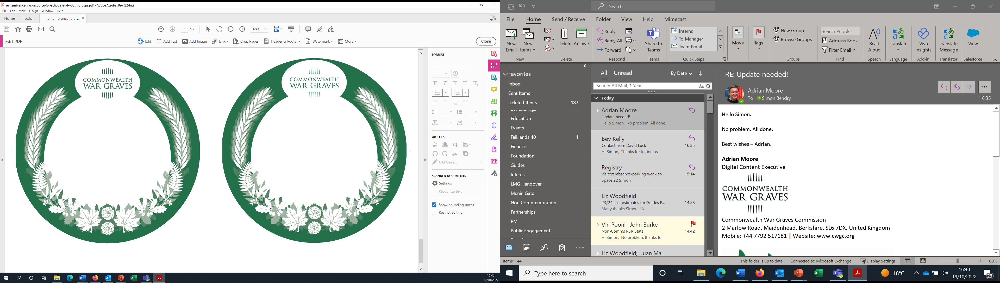 remembrance-is-a-resource-for-schools-and-youth-groups.pdf - Adobe Acrobat Pro (32-bit)
File Edit View E-Sign Window Help
Home Tools remembrance-is-a-... ×
5 / 5 124%
Edit PDF Edit Add Text Add Image Link Crop Pages Header & Footer Watermark More Close
COMMONWEALTH
WAR GRAVES
COMMONWEALTH
WAR GRAVES
FORMAT
OBJECTS
Edit Using...
SCANNED DOCUMENTS
Settings
Recognize text
Show bounding boxes
Restrict editing
16:40
19/10/2022
Search
File Home Send / Receive Folder View Help Mimecast
New Email
New Items
New
Delete Archive
Delete
Reply
Reply All
Forward
Respond
Share to Teams
Teams
Interns
To Manager
Team Email
Quick Steps
Move
Tags
New Group
Browse Groups
Groups
Search People
Address Book
Filter Email
Find
Read Aloud
Speech
Translate
Language
Viva Insights
Add-in
Translate Message
Translator
View
Salesforce
Favorites
Inbox
Sent Items
Deleted Items 187
Education
Events
Falklands 40 1
Finance
Foundation
Guides
Interns
LMG Handover
Menin Gate
Non Commemoration
Partnerships
PM
Public Engagement
All Unread By Date
Search All Mail, 1 Year
Today
Adrian Moore
Update needed!
Hello Simon. No problem. All done.
Bev Kelly
Contact from David Luck 16:35
Hi Simon, Thanks for letting us
Registry
visitors/absence/parking week co... 15:14
Space 22 Simon
Liz Woodfield
23/24 cost estimates for Guides P... 14:58
Many thanks Simon Liz
Vin Pooni; John Burke
Non-Comms PSR Stats 14:42
Hi Simon, No problem, thanks for
Liz Woodfield; Juan Ma...
RE: Update needed!
Adrian Moore
To Simon Bendry 16:35
Hello Simon.
No problem. All done.
Best wishes – Adrian.
Adrian Moore
Digital Content Executive
COMMONWEALTH
WAR GRAVES
Commonwealth War Graves Commission
2 Marlow Road, Maidenhead, Berkshire, SL6 7DX, United Kingdom
Mobile: +44 7792 517181 | Website: www.cwgc.org
Items: 144 This folder is up to date. Connected to: Microsoft Exchange Display Settings 100%
Type here to search 18°C 16:40
19/10/2022 23